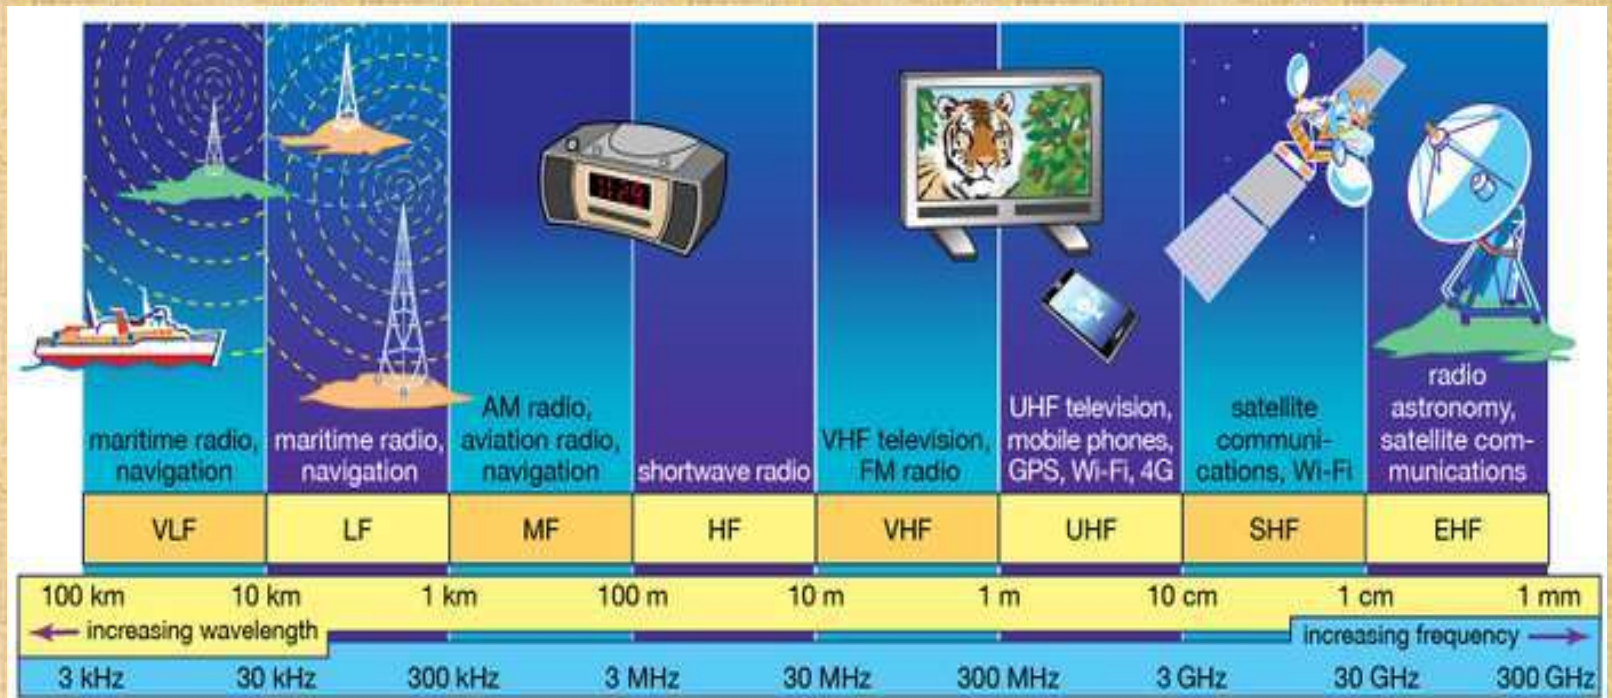 11:29
maritime radio,
navigation
maritime radio,
navigation
AM radio,
aviation radio,
navigation
shortwave radio
VHF television,
FM radio
UHF television,
mobile phones,
GPS, Wi-Fi, 4G
satellite
communi-
cations, Wi-Fi
radio
astronomy,
satellite com-
munications
VLF LF MF HF VHF UHF SHF EHF
100 km 10 km 1 km 100 m 10 m 1 m 10 cm 1 cm 1 mm
increasing wavelength increasing frequency
3 kHz 30 kHz 300 kHz 3 MHz 30 MHz 300 MHz 3 GHz 30 GHz 300 GHz